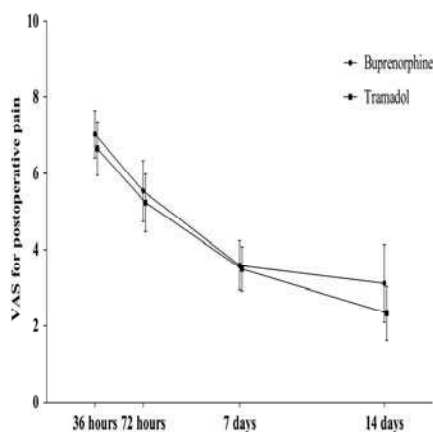 10
8
6
4
2
0
VAS for postoperative pain
Buprenorphine
Tramadol
36 hours 72 hours 7 days 14 days